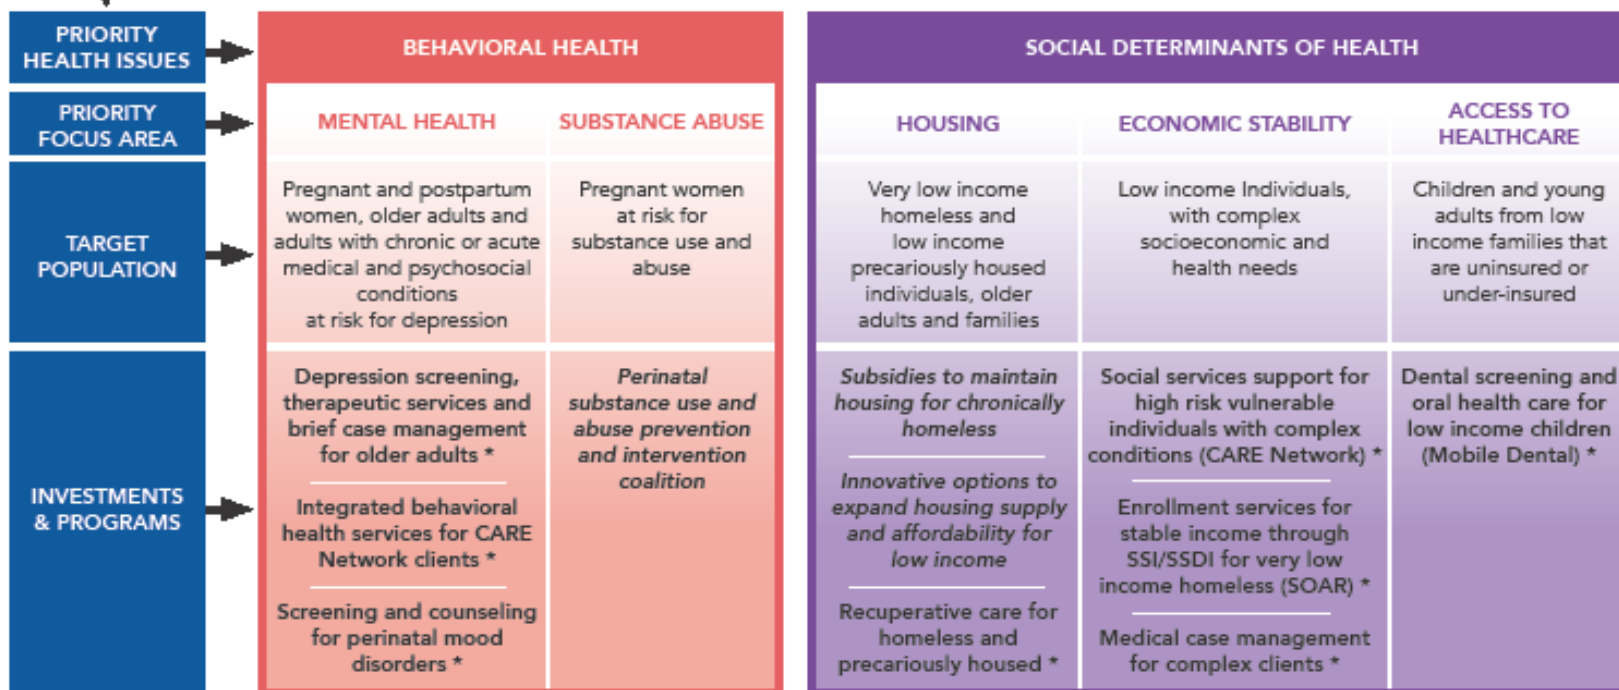 PRIORITY
HEALTH ISSUES
BEHAVIORAL HEALTH
SOCIAL DETERMINANTS OF HEALTH
PRIORITY
FOCUS AREA
MENTAL HEALTH
SUBSTANCE ABUSE
HOUSING
ECONOMIC STABILITY
ACCESS TO
HEALTHCARE
TARGET
POPULATION
Pregnant and postpartum
women, older adults and
adults with chronic or acute
medical and psychosocial
conditions
at risk for depression
Pregnant women
at risk for
substance use and
abuse
Very low income
homeless and
low income
precariously housed
individuals, older
adults and families
Low income Individuals,
with complex
socioeconomic and
health needs
Children and young
adults from low
income families that
are uninsured or
under-insured
INVESTMENTS
& PROGRAMS
Depression screening,
therapeutic services and
brief case management
for older adults *
Integrated behavioral
health services for CARE
Network clients *
Screening and counseling
for perinatal mood
disorders *
Perinatal
substance use and
abuse prevention
and intervention
coalition
Subsidies to maintain
housing for chronically
homeless
Innovative options to
expand housing supply
and affordability for
low income
Recuperative care for
homeless and
precariously housed *
Social services support for
high risk vulnerable
individuals with complex
conditions (CARE Network) *
Enrollment services for
stable income through
SSI/SSDI for very low
income homeless (SOAR) *
Medical case management
for complex clients *
Dental screening and
oral health care for
low income children
(Mobile Dental) *